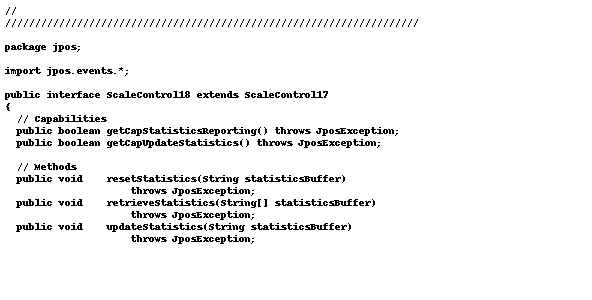 //
/////////////////////////////////////////////////////////////////////

package jpos;

import jpos.events.*;

public interface ScaleControl18 extends ScaleControl17
{
  // Capabilities
  public boolean getCapStatisticsReporting() throws JposException;
  public boolean getCapUpdateStatistics() throws JposException;

  // Methods
  public void    resetStatistics(String statisticsBuffer)
                     throws JposException;
  public void    retrieveStatistics(String[] statisticsBuffer)
                     throws JposException;
  public void    updateStatistics(String statisticsBuffer)
                     throws JposException;